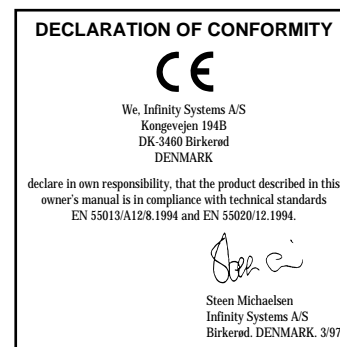 DECLARATION OF CONFORMITY
CE
We, Infinity Systems A/S
Kongevejen 194B
DK-3460 Birkerød
DENMARK
declare in own responsibility, that the product described in this
owner's manual is in compliance with technical standards
EN 55013/A12/8.1994 and EN 55020/12.1994.
Steen Michaelsen
Infinity Systems A/S
Birkerød. DENMARK. 3/97